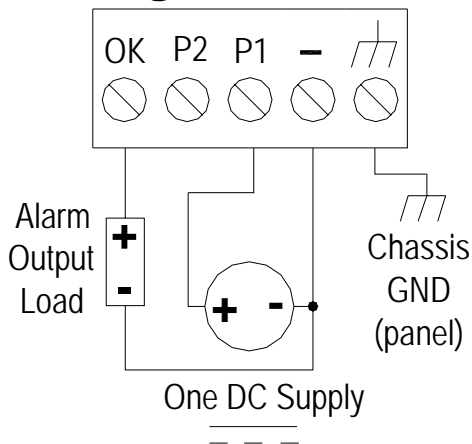 OK P2 P1 –
+
-
Alarm
Output
Load
+ -
Chassis
GND
(panel)
One DC Supply